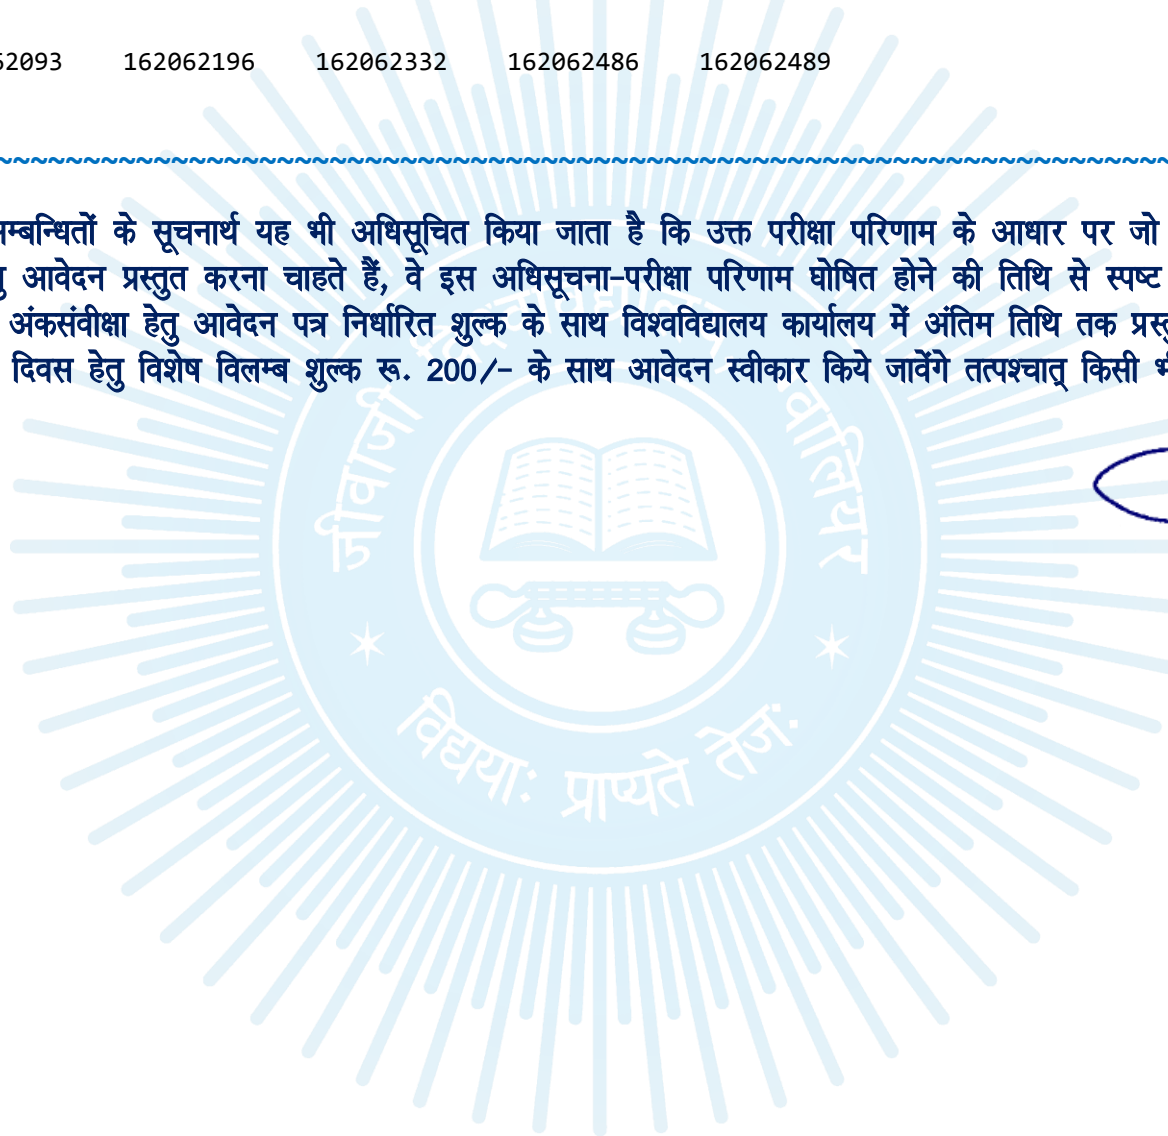 62093 162062196 162062332 162062486 162062489
~~~~~~~~~~~~~~~~~~~~~~~~~~~~~~~~~~~~~~~~~~~~~~~~~~~~~~~~~~~~~~~~~~~~~~~~
म्बन्धितों के सूचनार्थ यह भी अधिसूचित किया जाता है कि उक्त परीक्षा परिणाम के आधार पर जो
आवेदन प्रस्तुत करना चाहते हैं, वे इस अधिसूचना-परीक्षा परिणाम घोषित होने की तिथि से स्पष्ट
अंकसंवीक्षा हेतु आवेदन पत्र निर्धारित शुल्क के साथ विश्वविद्यालय कार्यालय में अंतिम तिथि तक
दिवस हेतु विशेष विलम्ब शुल्क रू. 200/- के साथ आवेदन स्वीकार किये जावेंगे तत्पश्चात् किसी
जीवाजी
विद्यया: प्राप्यते तेज: